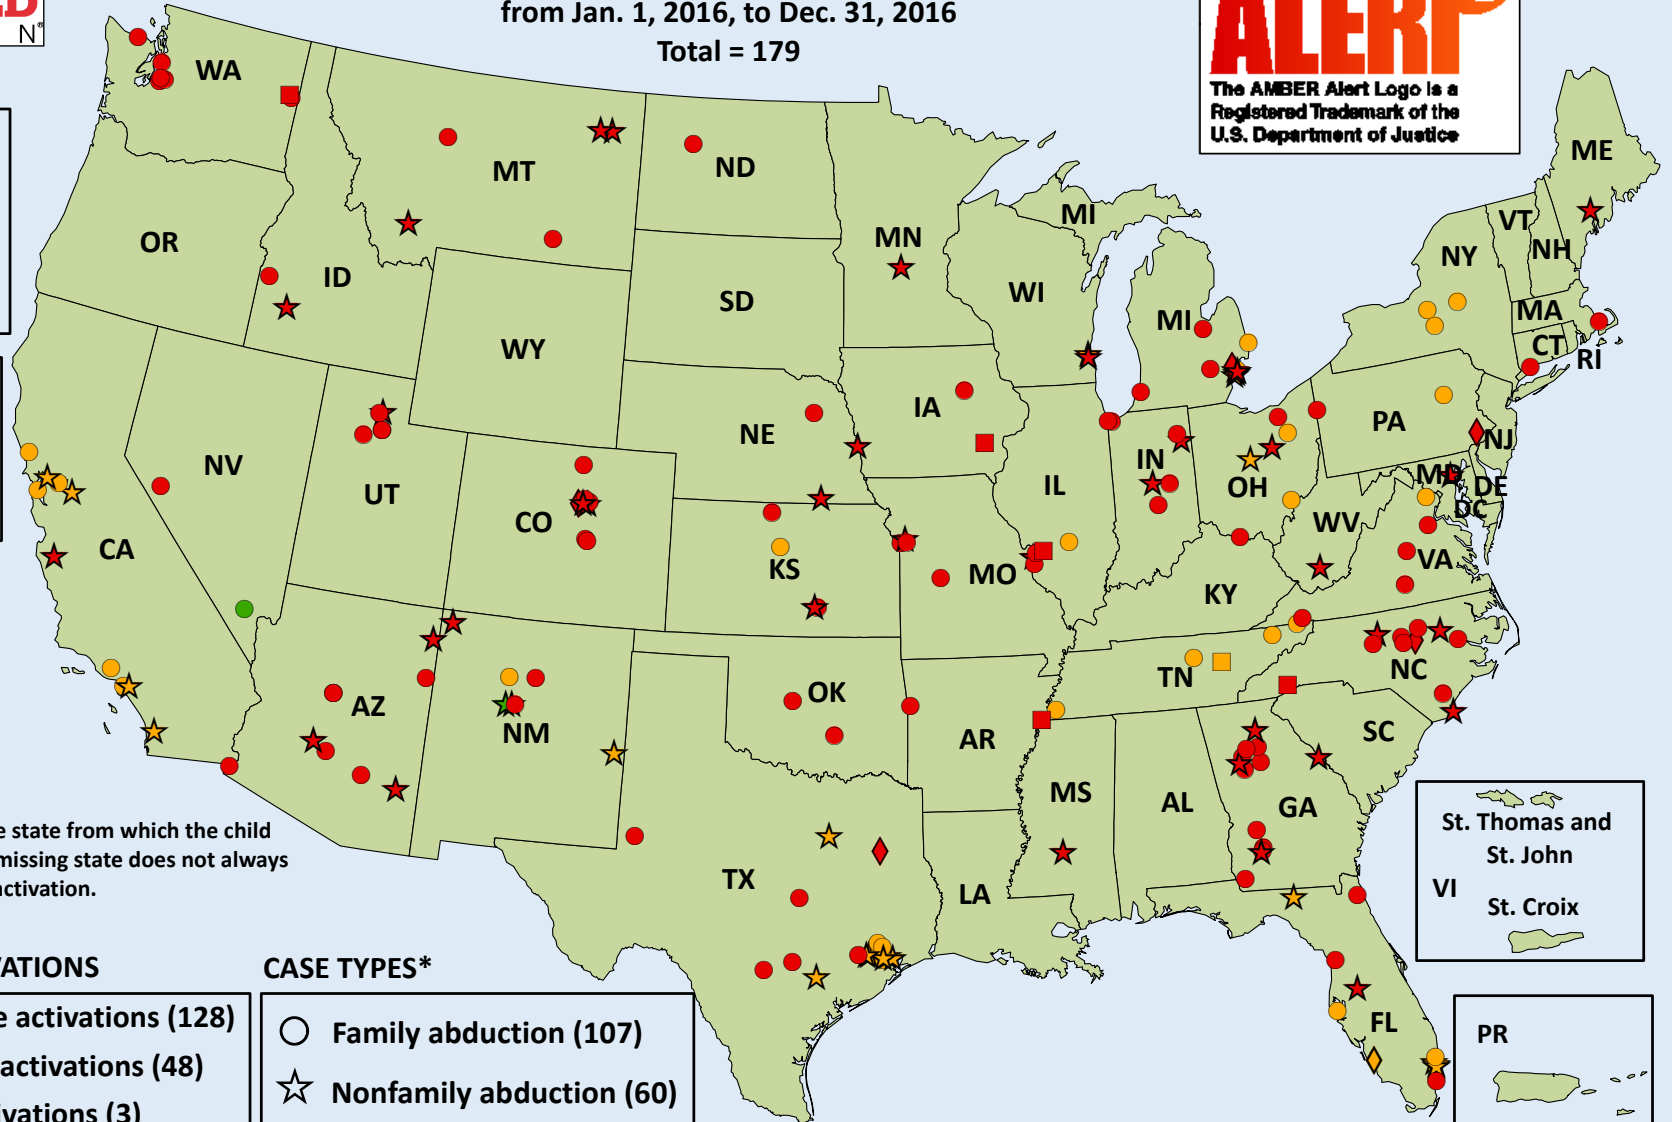 N®
from Jan. 1, 2016, to Dec. 31, 2016
Total = 179
ALERT
The AMBER Alert Logo is a
Registered Trademark of the
U.S. Department of Justice
WA
MT
ND
MN
MI
ME
VT
NH
NY
OR
ID
SD
WI
MI
MA
CT
RI
WY
IA
PA
NJ
NE
NV
UT
CO
CA
IL
IN
OH
MD
DE
DC
WV
VA
KS
MO
KY
AZ
NM
OK
AR
TN
NC
SC
MS
AL
GA
TX
LA
FL
St. Thomas and
St. John
VI
St. Croix
PR
e state from which the child
missing state does not always
activation.
VATIONS
e activations (128)
activations (48)
ivations (3)
CASE TYPES*
Family abduction (107)
Nonfamily abduction (60)